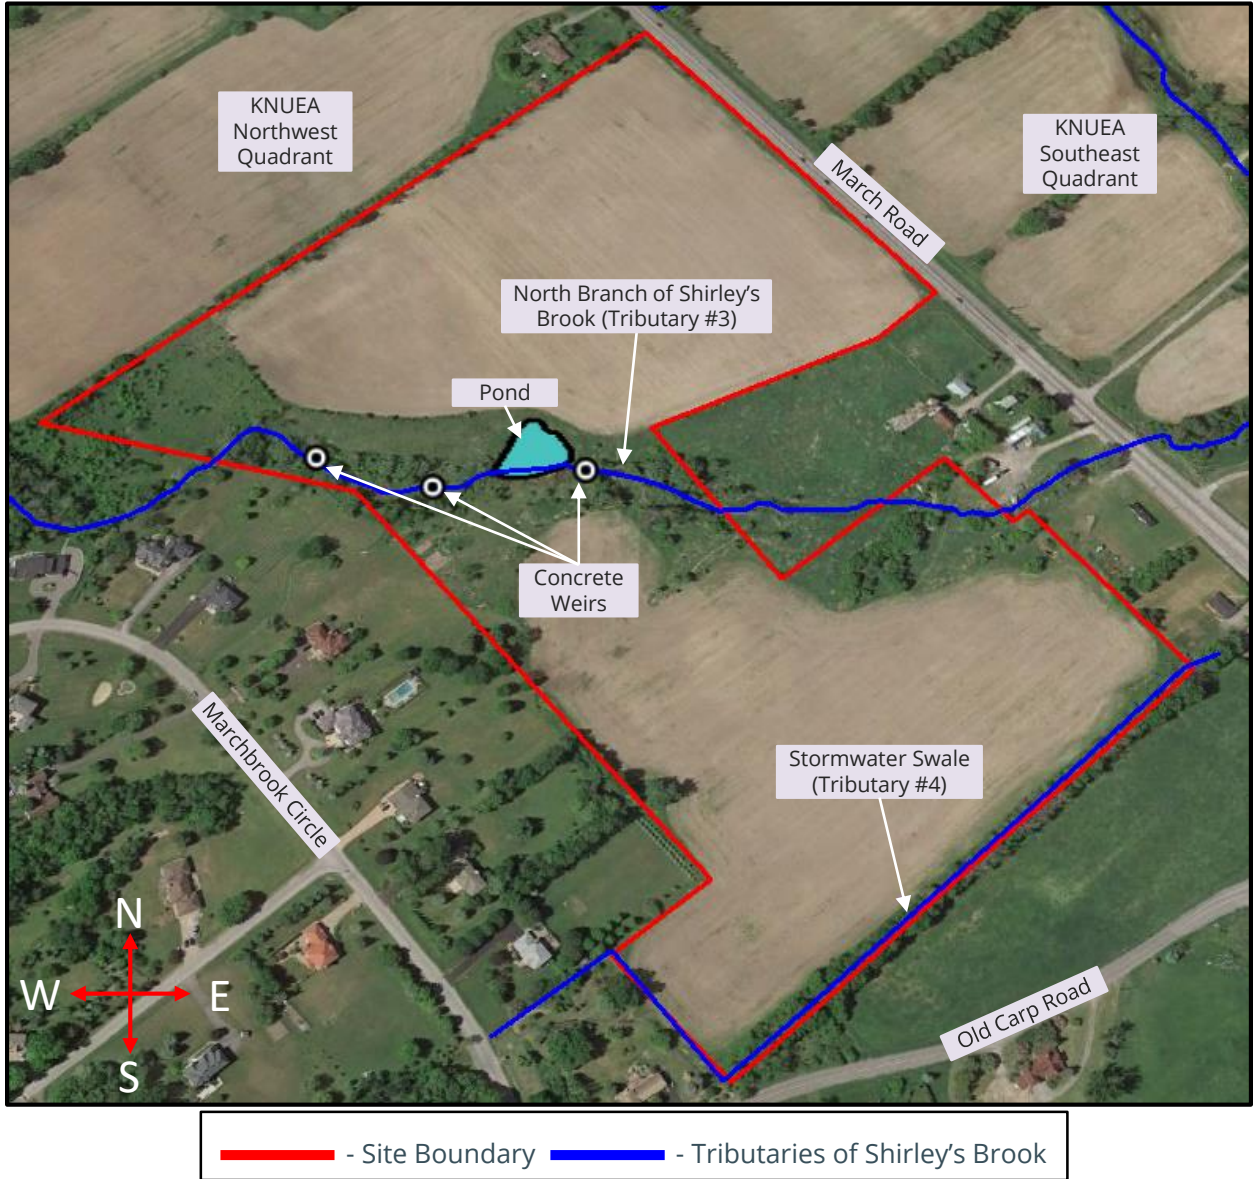 KNUEA
Northwest
Quadrant
KNUEA
Southeast
Quadrant
March Road
North Branch of Shirley’s
Brook (Tributary #3)
Pond
Concrete
Weirs
Marchbrook Circle
Stormwater Swale
(Tributary #4)
Old Carp Road
N
W E
S
- Site Boundary - Tributaries of Shirley’s Brook